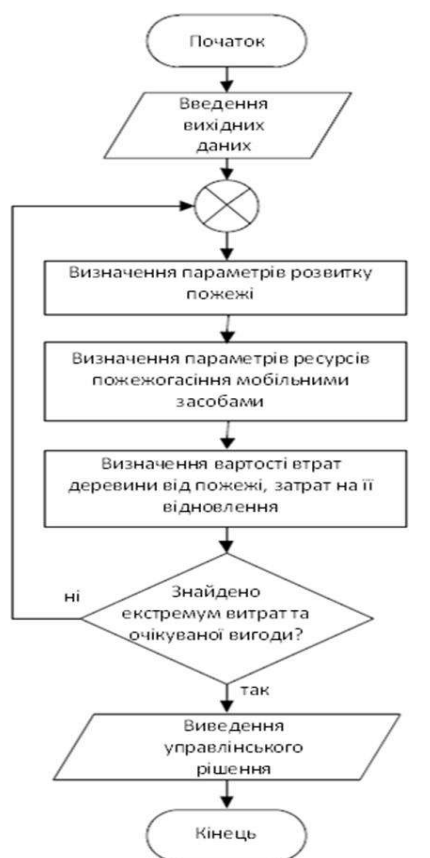 Початок
Введення
вихідних
даних
Визначення параметрів розвитку
пожежі
Визначення параметрів ресурсів
пожежогасіння мобільними
засобами
Визначення вартості втрат
деревини від пожежі, затрат на її
відновлення
Знайдено
екстремум витрат та
очікуваної вигоди?
ні
так
Виведення
управлінського
рішення
Кінець